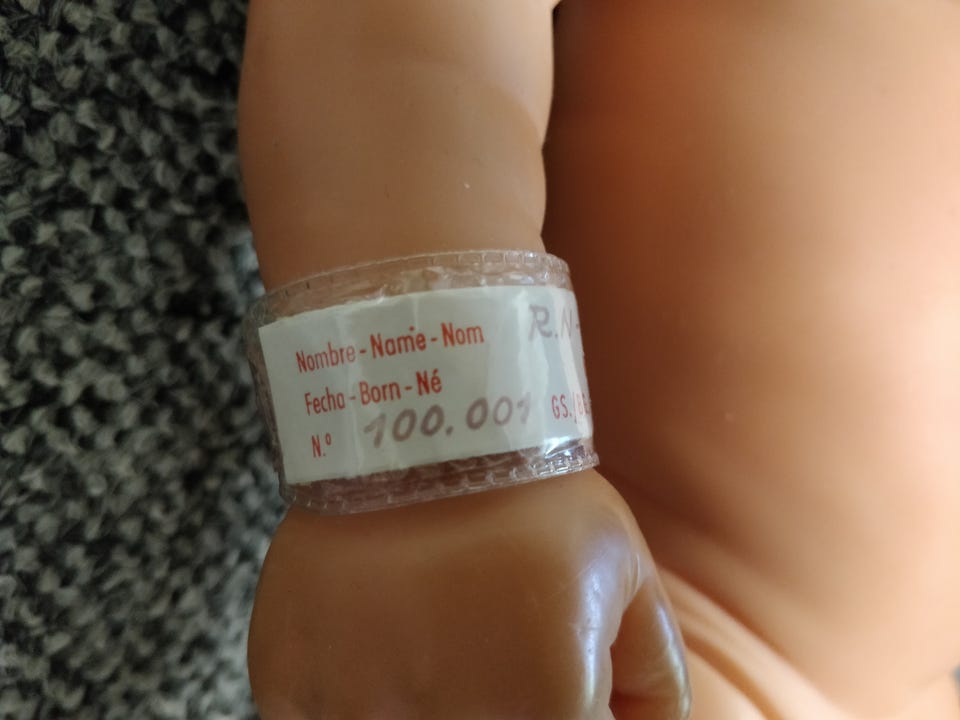 Nombre - Name - Nom R.N-
Fecha - Born - Né
N.º 100.001 GS./